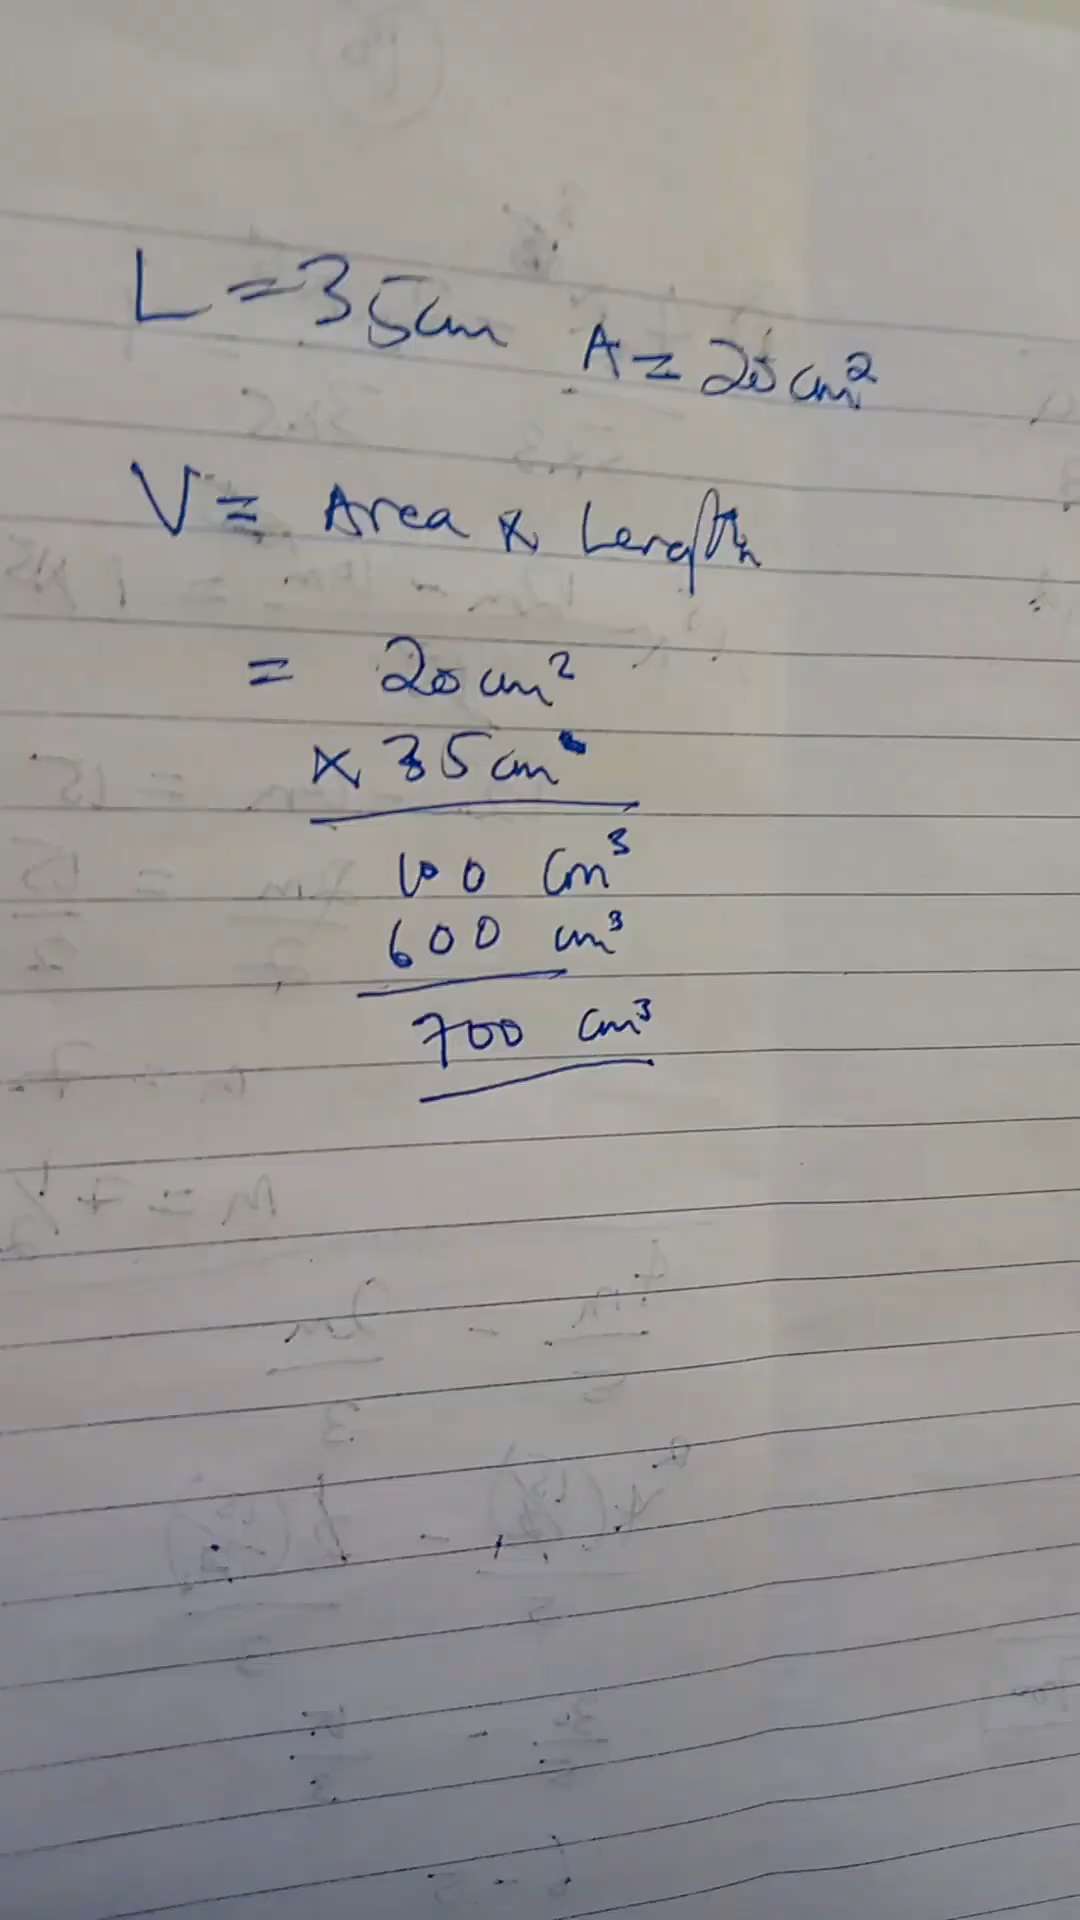 L = 35cm A = 20cm²
V = Area x Length
= 20cm²
x 35cm
100 cm³
600 cm³
700 cm³